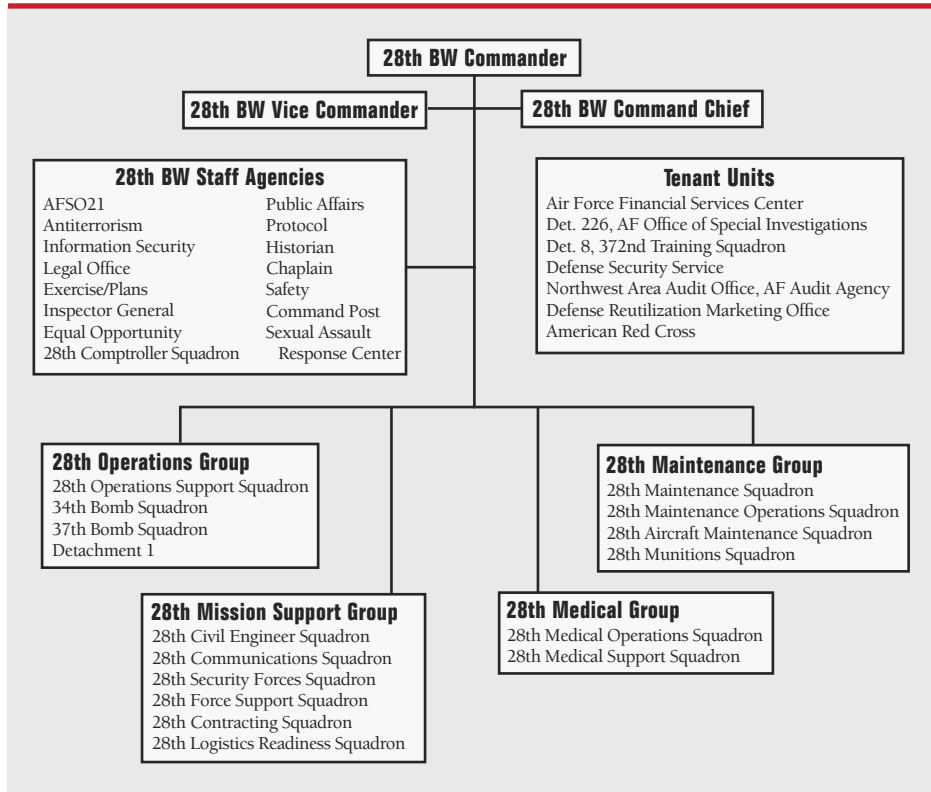 28th BW Commander
28th BW Vice Commander
28th BW Command Chief
28th BW Staff Agencies
AFSO21
Antiterrorism
Information Security
Legal Office
Exercise/Plans
Inspector General
Equal Opportunity
28th Comptroller Squadron
Public Affairs
Protocol
Historian
Chaplain
Safety
Command Post
Sexual Assault
Response Center
Tenant Units
Air Force Financial Services Center
Det. 226, AF Office of Special Investigations
Det. 8, 372nd Training Squadron
Defense Security Service
Northwest Area Audit Office, AF Audit Agency
Defense Reutilization Marketing Office
American Red Cross
28th Operations Group
28th Operations Support Squadron
34th Bomb Squadron
37th Bomb Squadron
Detachment 1
28th Maintenance Group
28th Maintenance Squadron
28th Maintenance Operations Squadron
28th Aircraft Maintenance Squadron
28th Munitions Squadron
28th Mission Support Group
28th Civil Engineer Squadron
28th Communications Squadron
28th Security Forces Squadron
28th Force Support Squadron
28th Contracting Squadron
28th Logistics Readiness Squadron
28th Medical Group
28th Medical Operations Squadron
28th Medical Support Squadron